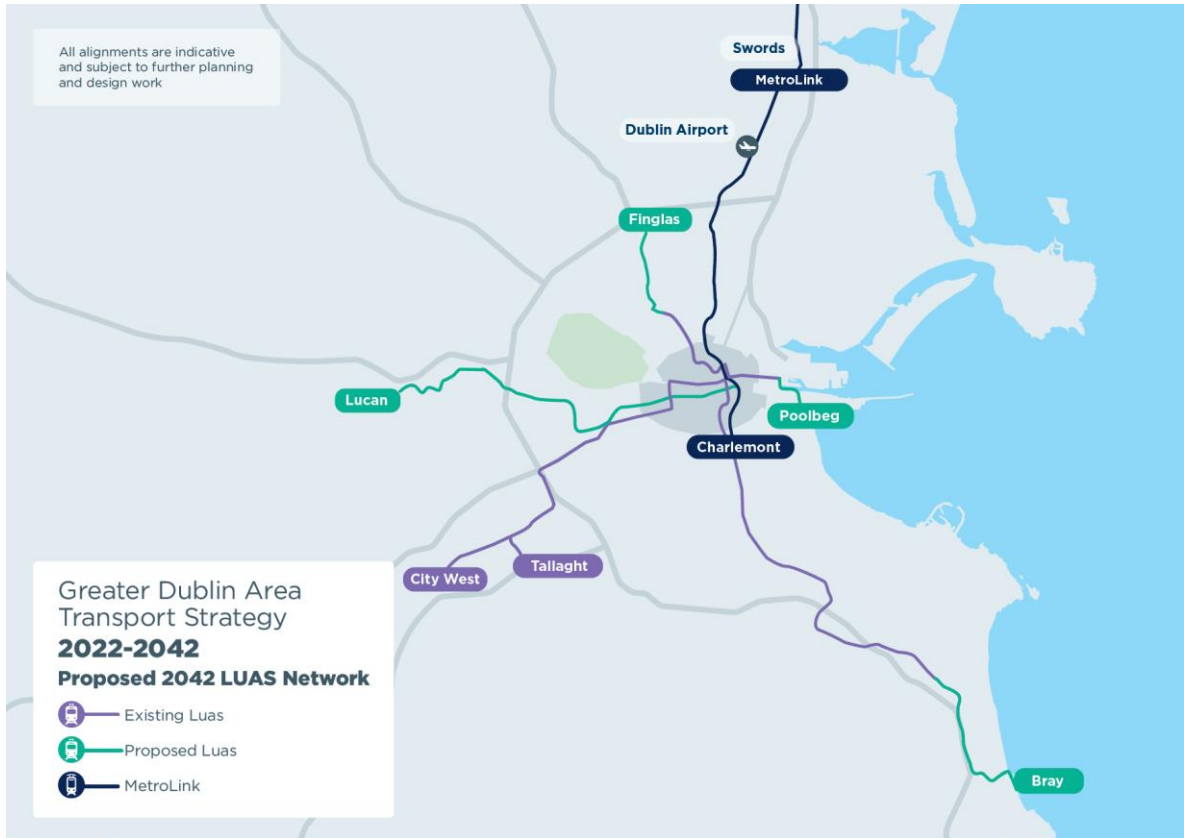 All alignments are indicative
and subject to further planning
and design work
Swords
MetroLink
Dublin Airport
Finglas
Lucan
Poolbeg
Charlemont
City West
Tallaght
Bray
Greater Dublin Area
Transport Strategy
2022-2042
Proposed 2042 LUAS Network
Existing Luas
Proposed Luas
MetroLink